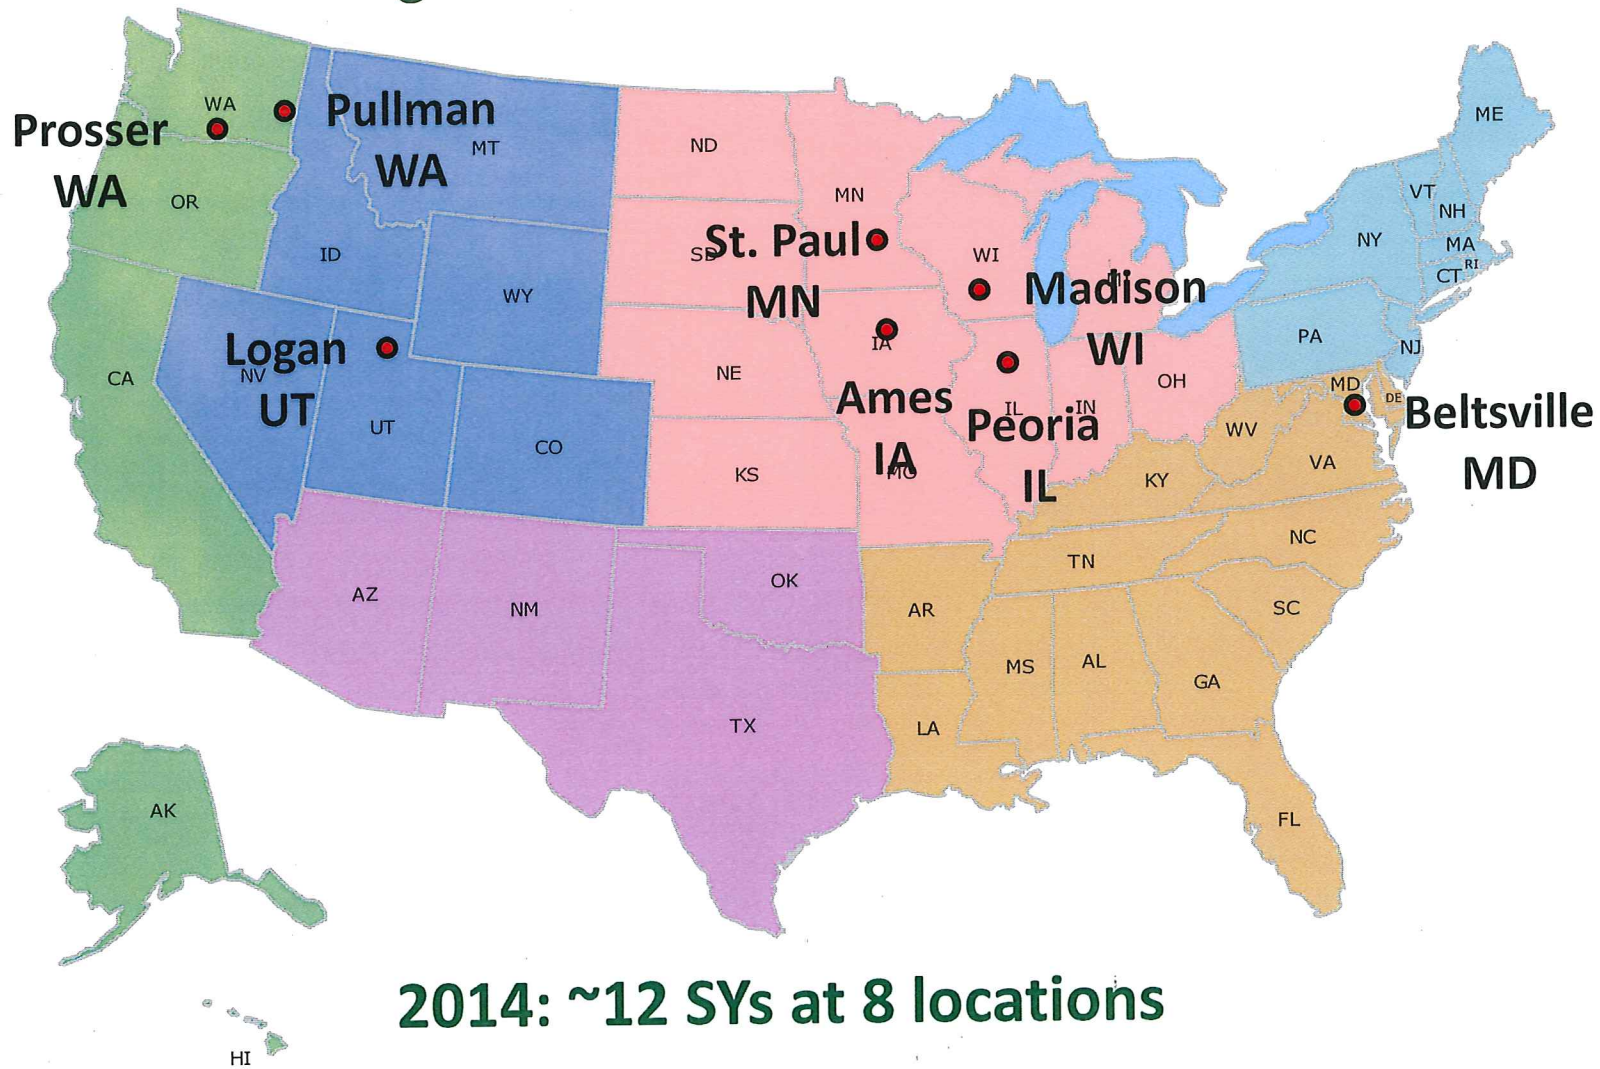 WA
Prosser
WA
Pullman
WA
MT
OR
ID
WY
ND
MN
SD
St. Paul
MN
WI
Madison
WI
ME
VT
NH
NY
MA
CT
RI
PA
NJ
Logan
UT
NV
CA
UT
CO
NE
IA
Ames
IA
IL
Peoria
IL
IN
OH
MD
DE
Beltsville
MD
WV
VA
KY
KS
MO
NC
TN
SC
AZ
NM
OK
AR
MS
AL
GA
TX
LA
FL
AK
HI
2014: ~12 SYs at 8 locations